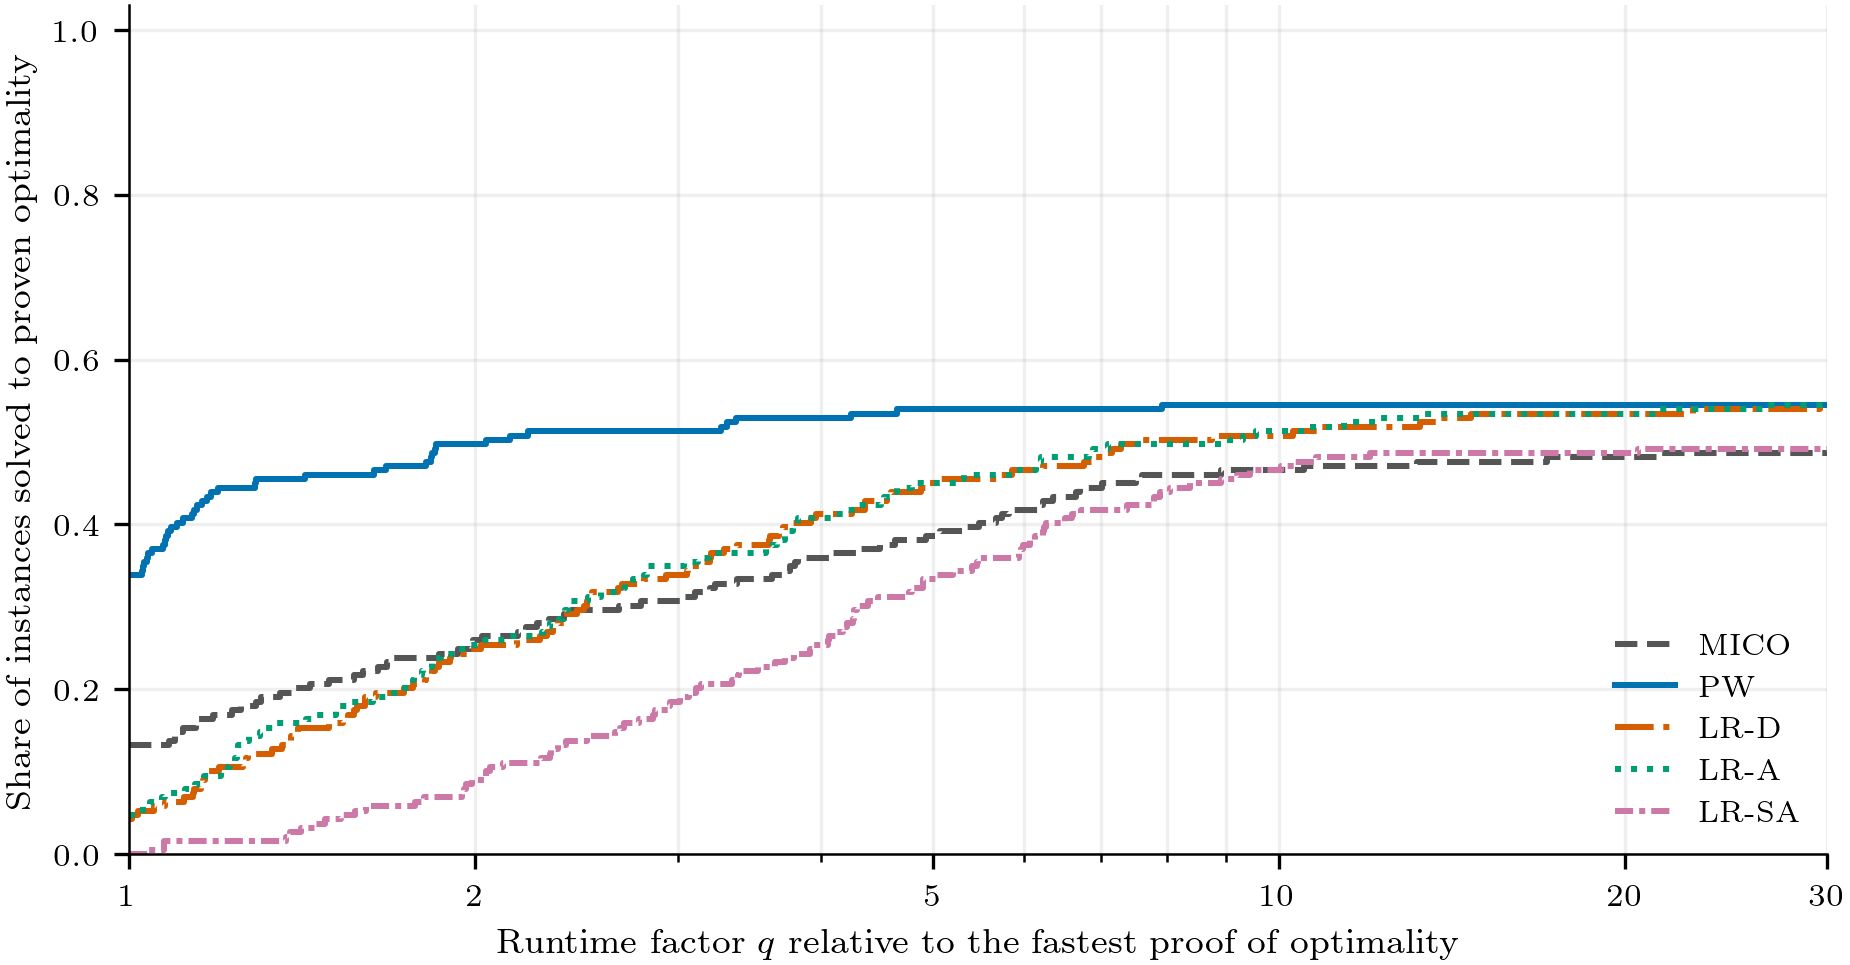 Share of instances solved to proven optimality
1.0
0.8
0.6
0.4
0.2
0.0
1
2
5
10
20
30
Runtime factor q relative to the fastest proof of optimality
MICO
PW
LR-D
LR-A
LR-SA